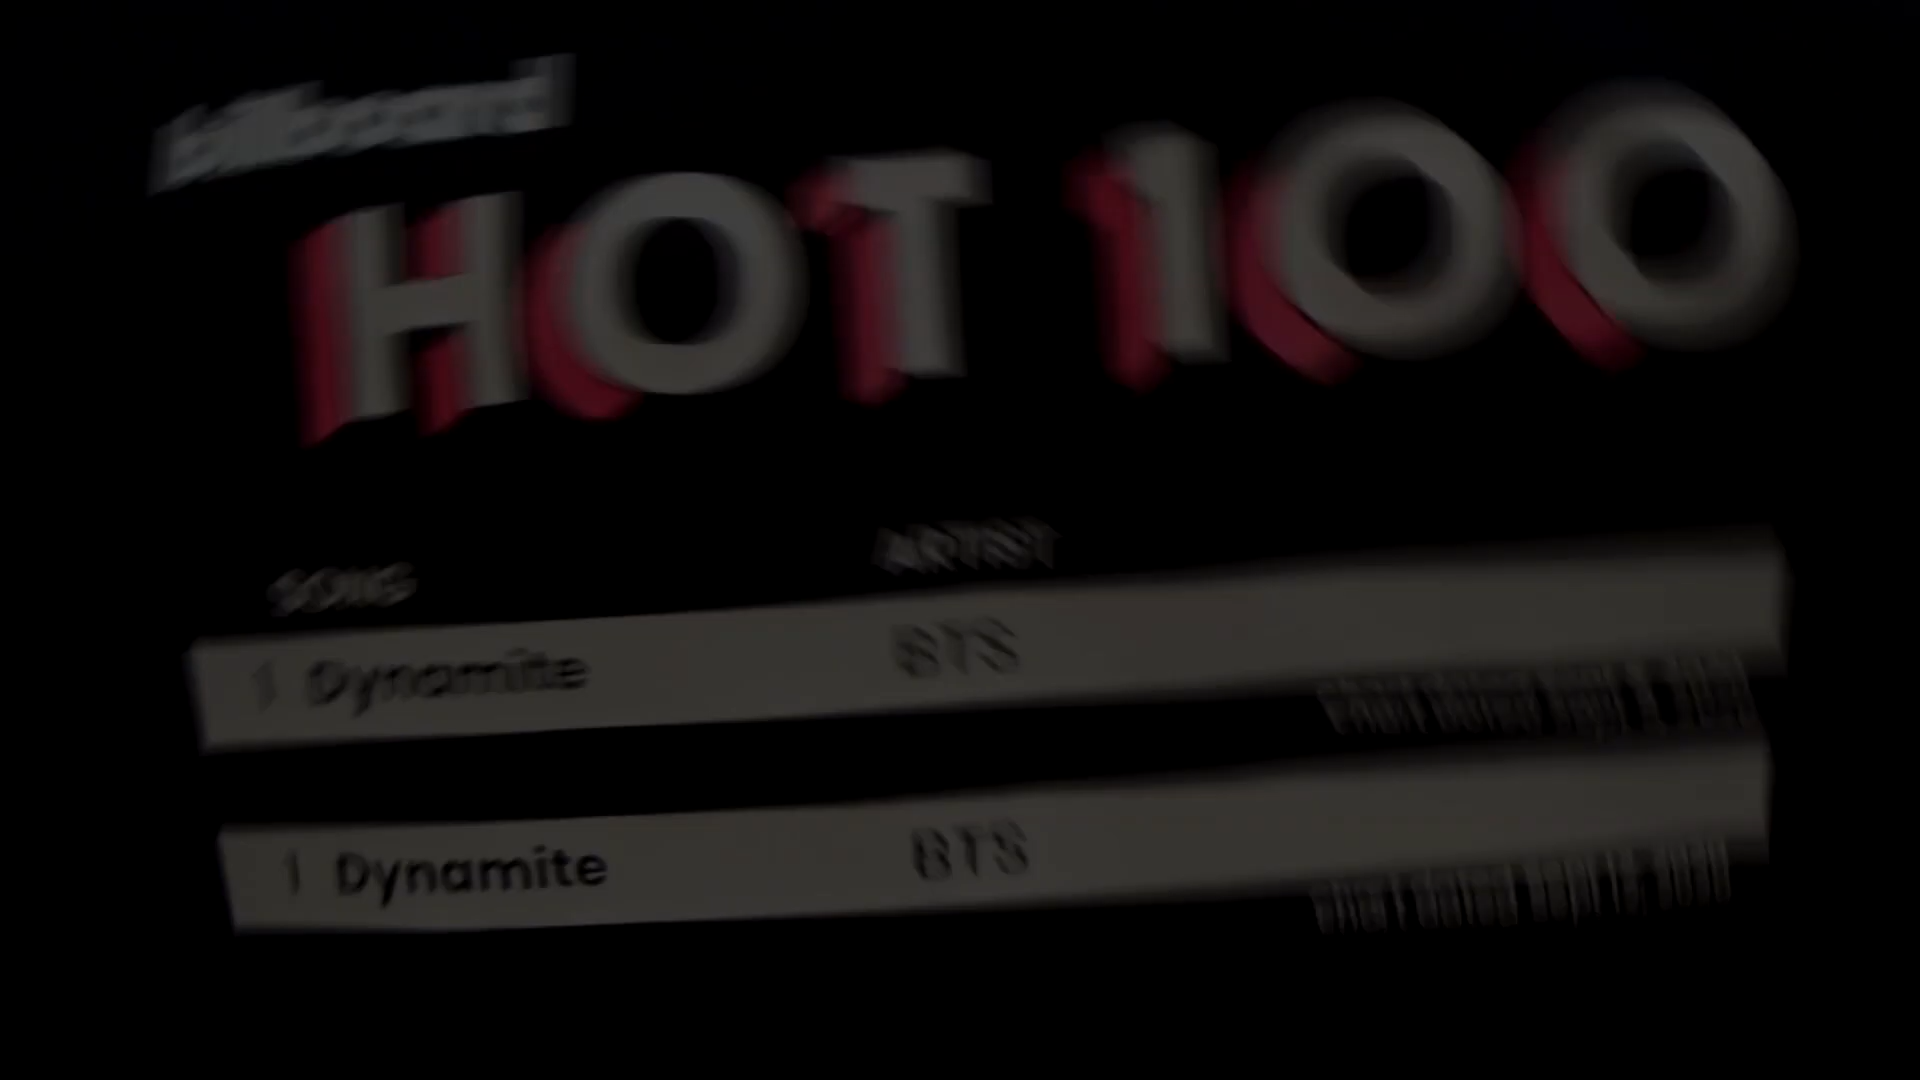 Billboard
HOT 100
SONG ARTIST
1 Dynamite BTS
1 Dynamite BTS